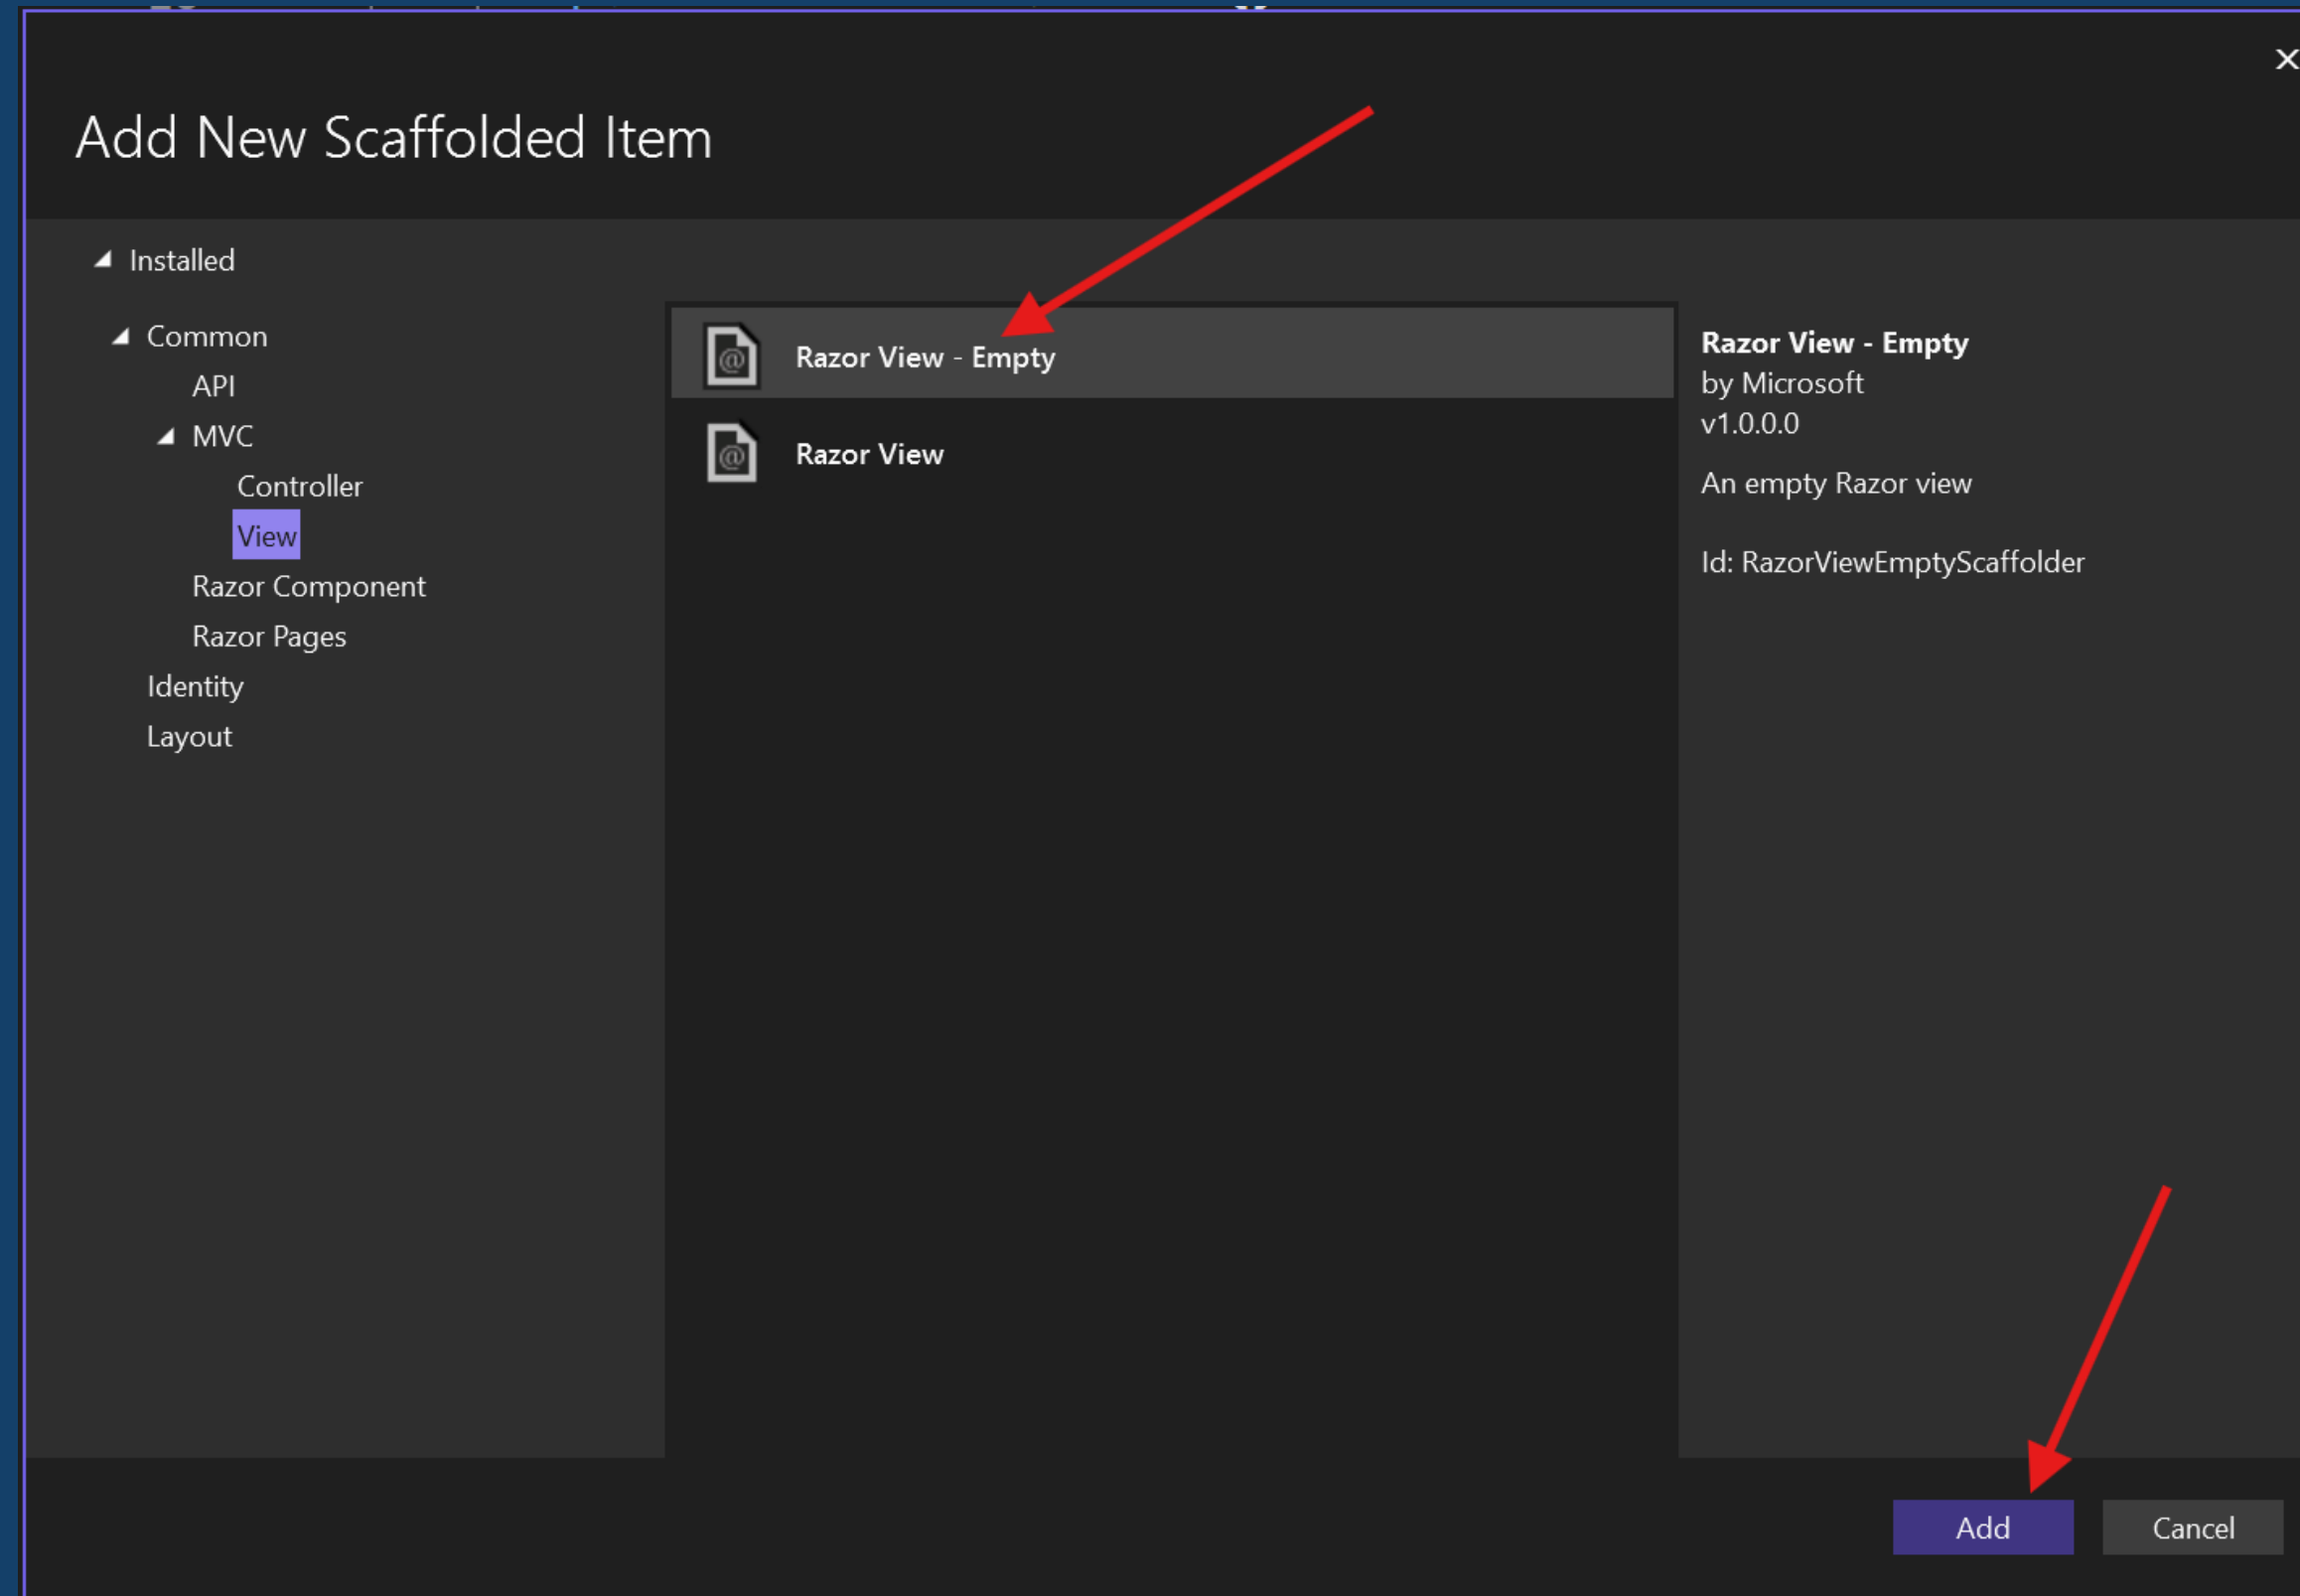 Add New Scaffolded Item
Installed
Common
API
MVC
Controller
View
Razor Component
Razor Pages
Identity
Layout
@ Razor View - Empty
@ Razor View
Razor View - Empty
by Microsoft
v1.0.0.0
An empty Razor view
Id: RazorViewEmptyScaffolder
Add
Cancel